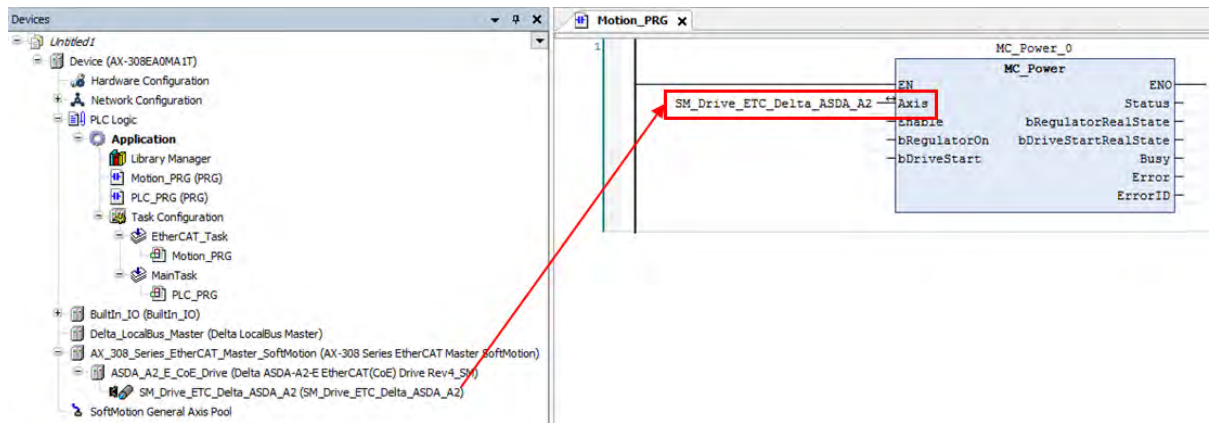 Devices
Untitled1
Device (AX-308EA0MA1T)
Hardware Configuration
Network Configuration
PLC Logic
Application
Library Manager
Motion_PRG (PRG)
PLC_PRG (PRG)
Task Configuration
EtherCAT_Task
Motion_PRG
MainTask
PLC_PRG
BuiltIn_IO (BuiltIn_IO)
Delta_LocalBus_Master (Delta LocalBus Master)
AX_308_Series_EtherCAT_Master_SoftMotion (AX-308 Series EtherCAT Master SoftMotion)
ASDA_A2_E_CoE_Drive (Delta ASDA-A2-E EtherCAT(CoE) Drive Rev4_SM)
SM_Drive_ETC_Delta_ASDA_A2 (SM_Drive_ETC_Delta_ASDA_A2)
SoftMotion General Axis Pool
Motion_PRG
1
MC_Power_0
MC_Power
EN ENO
SM_Drive_ETC_Delta_ASDA_A2 Axis Status
Enable bRegulatorRealState
bRegulatorOn bDriveStartRealState
bDriveStart Busy
Error
ErrorID